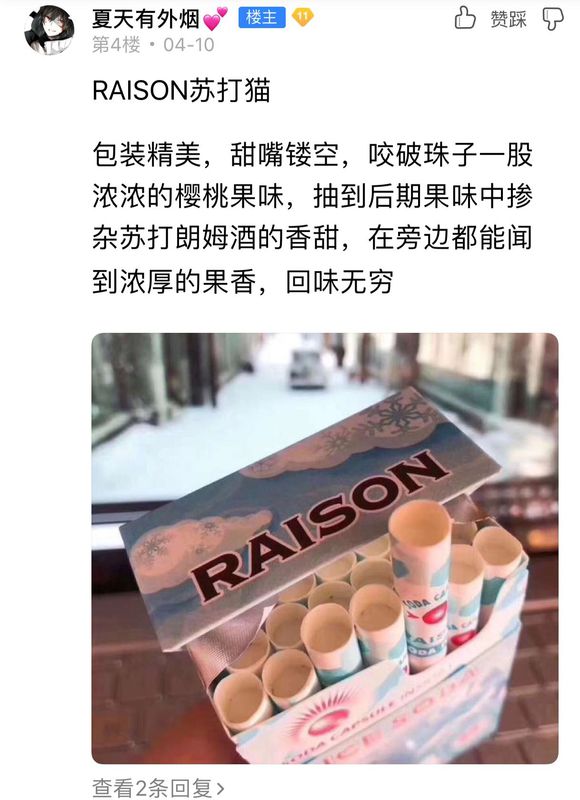 夏天有外烟💕 楼主 11 赞踩
第4楼 · 04-10
RAISON苏打猫
包装精美，甜嘴镂空，咬破珠子一股
浓浓的樱桃果味，抽到后期果味中掺
杂苏打朗姆酒的香甜，在旁边都能闻
到浓厚的果香，回味无穷
RAISON
SODA CAPSULE
ICE SODA
查看2条回复>